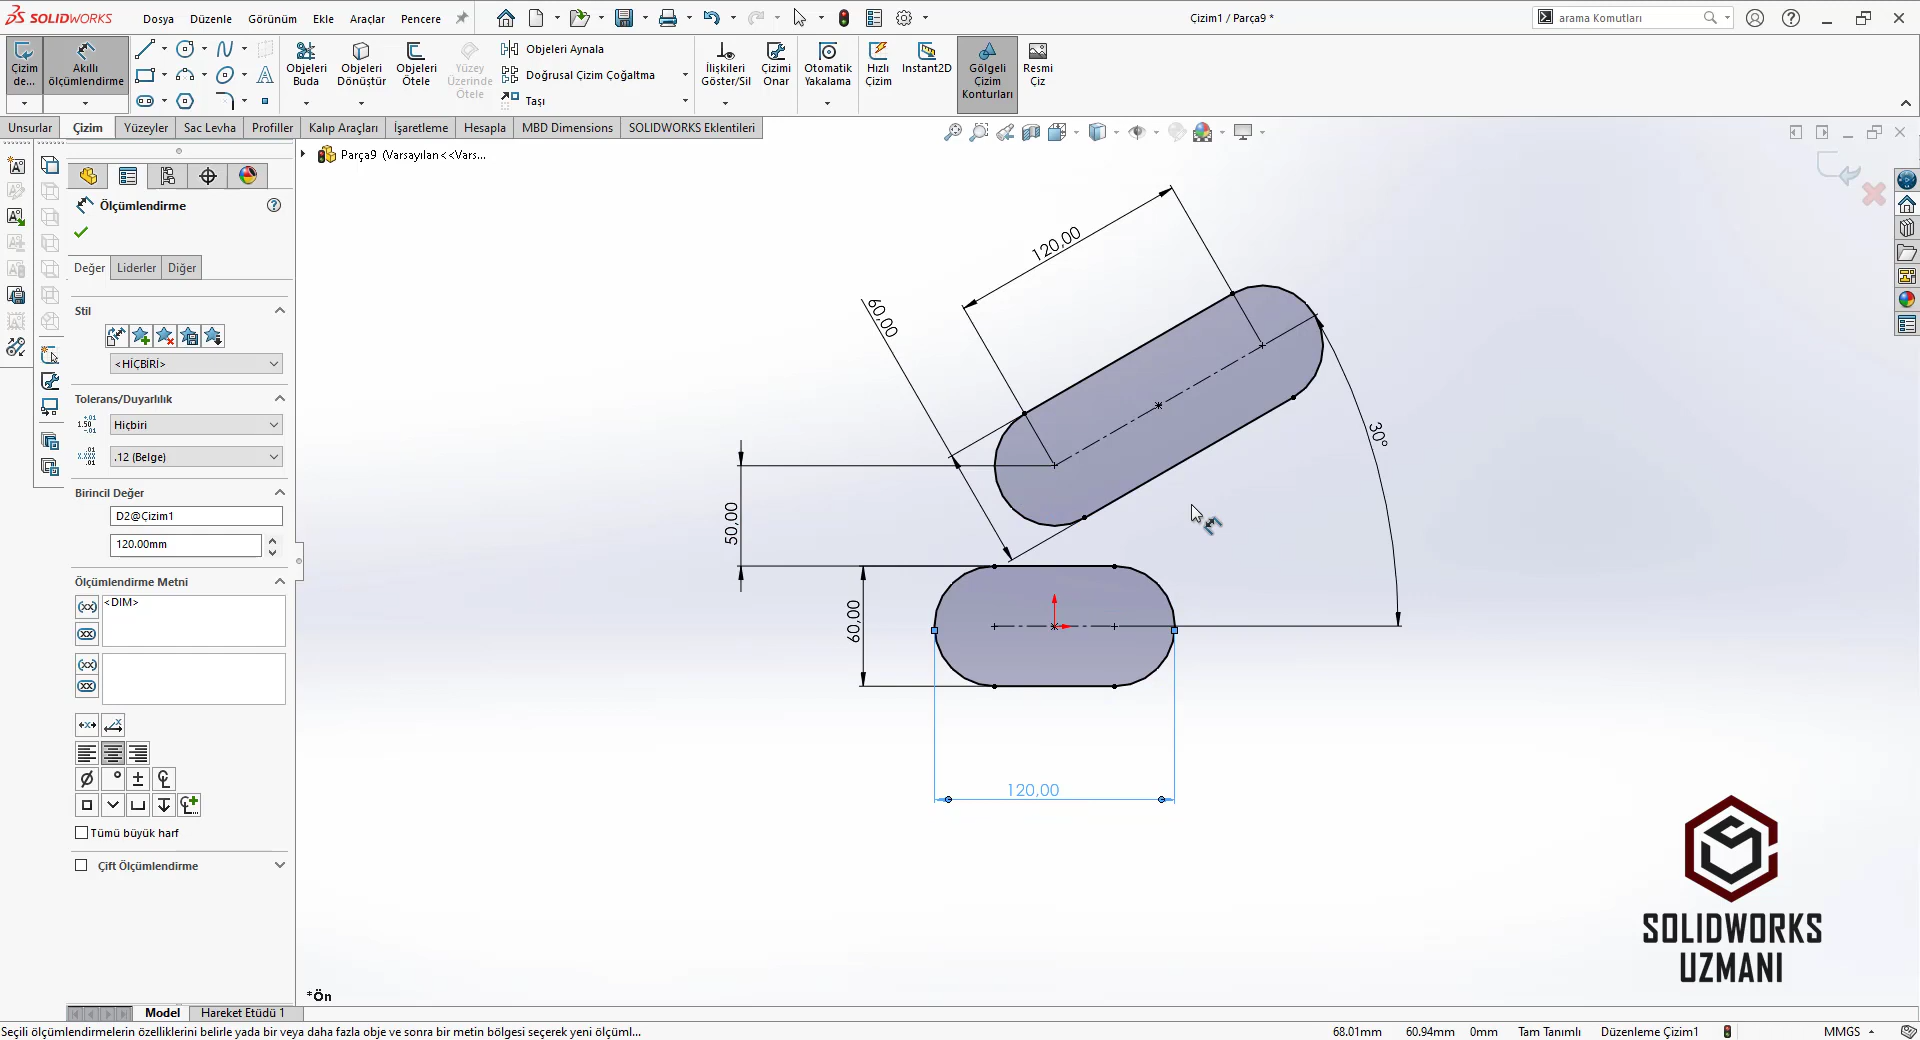 SOLIDWORKS
Dosya Düzenle Görünüm Ekle Araçlar Pencere
Çizim1 / Parça9 *
arama Komutları
Çizim de...
Akıllı ölçümlendirme
Objeleri Buda
Objeleri Dönüştür
Objeleri Ötele
Yüzey Üzerinde Ötele
Objeleri Aynala
Doğrusal Çizim Çoğaltma
Taşı
İlişkileri Göster/Sil
Çizimi Onar
Otomatik Yakalama
Hızlı Çizim
Instant2D
Gölgeli Çizim Konturları
Resmi Çiz
Unsurlar Çizim Yüzeyler Sac Levha Profiller Kalıp Araçları İşaretleme Hesapla MBD Dimensions SOLIDWORKS Eklentileri
Parça9 (Varsayılan<<Vars...
Ölçümlendirme
Değer Liderler Diğer
Stil
<HİÇBİRİ>
Tolerans/Duyarlılık
Hiçbiri
.12 (Belge)
Birincil Değer
D2@Çizim1
120.00mm
Ölçümlendirme Metni
<DIM>
Tümü büyük harf
Çift Ölçümlendirme
120,00
60,00
30°
50,00
60,00
120,00
*Ön
SOLIDWORKS
UZMANI
Model Hareket Etüdü 1
Seçili ölçümlendirmelerin özelliklerini belirle yada bir veya daha fazla obje ve sonra bir metin bölgesi seçerek yeni ölçüml...
68.01mm 60.94mm 0mm Tam Tanımlı Düzenleme Çizim1 MMGS